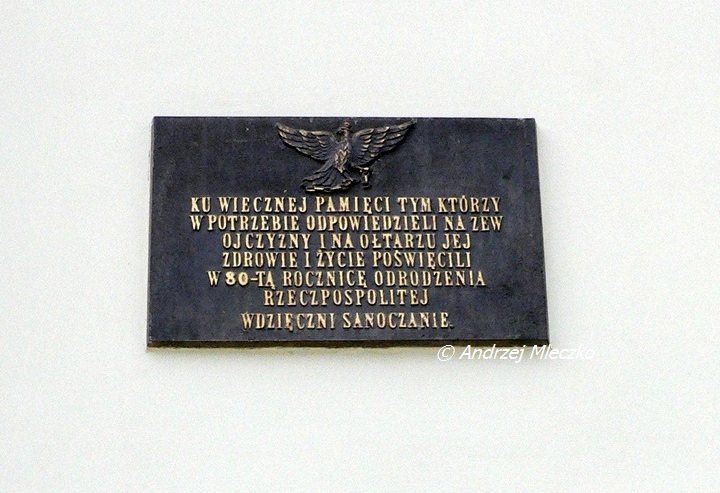 KU WIECZNEJ PAMIĘCI TYM KTÓRZY
W POTRZEBIE ODPOWIEDZIELI NA ZEW
OJCZYZNY I NA OŁTARZU JEJ
ZDROWIE I ŻYCIE POŚWIĘCILI
W 80-TĄ ROCZNICĘ ODRODZENIA
RZECZPOSPOLITEJ
WDZIĘCZNI SANOCZANIE.
© Andrzej Mleczko